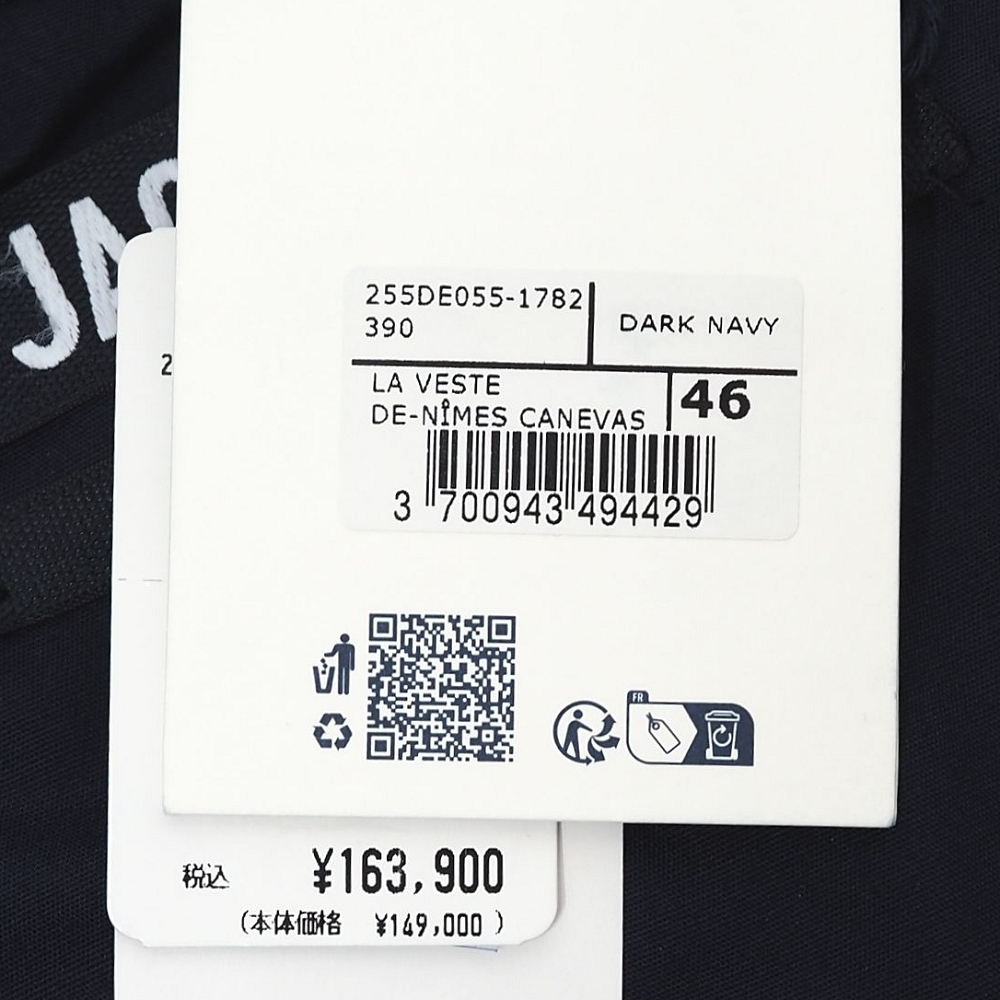 JAC
2
255DE055-1782
390
DARK NAVY
LA VESTE
DE-NÎMES CANEVAS
46
3 700943 494429
FR
税込 ¥163,900
(本体価格 ¥149,000 )